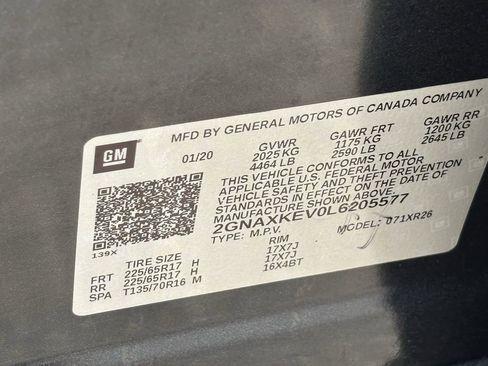 GM
MFD BY GENERAL MOTORS OF CANADA COMPANY
01/20 GVWR GAWR FRT GAWR RR
2025 KG 1175 KG 1200 KG
4464 LB 2590 LB 2645 LB
THIS VEHICLE CONFORMS TO ALL
APPLICABLE U.S. FEDERAL MOTOR
VEHICLE SAFETY AND THEFT PREVENTION
STANDARDS IN EFFECT ON THE DATE OF
MANUFACTURE SHOWN ABOVE.
2GNAXKEV0L6205577
TYPE: M.P.V. MODEL: 071XR26
139X
TIRE SIZE RIM
FRT 225/65R17 H 17X7J
RR 225/65R17 H 17X7J
SPA T135/70R16 M 16X4BT